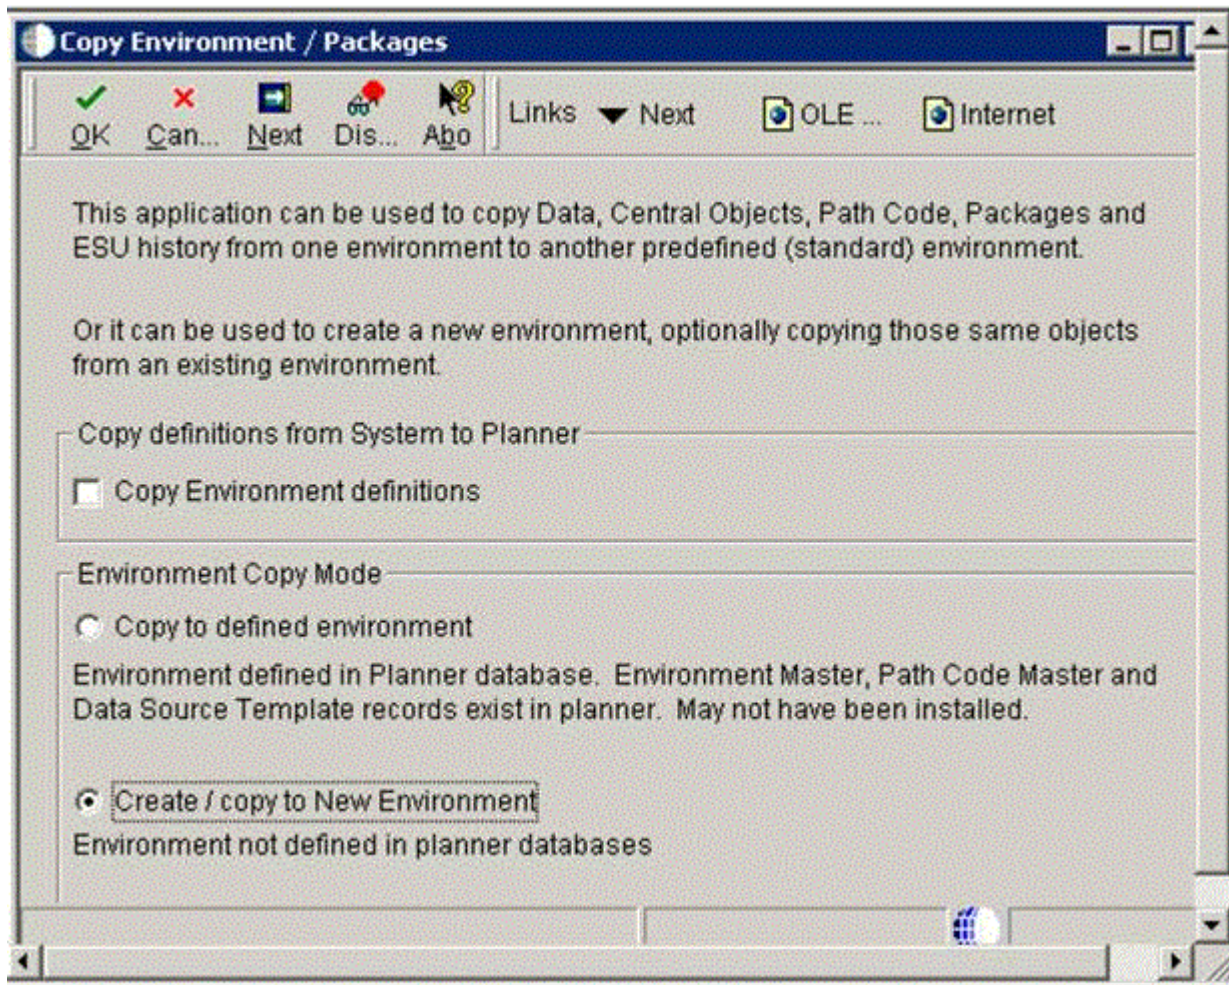 Copy Environment / Packages
OK Can... Next Dis... Abo Links Next OLE ... Internet
This application can be used to copy Data, Central Objects, Path Code, Packages and
ESU history from one environment to another predefined (standard) environment.
Or it can be used to create a new environment, optionally copying those same objects
from an existing environment.
Copy definitions from System to Planner
Copy Environment definitions
Environment Copy Mode
Copy to defined environment
Environment defined in Planner database. Environment Master, Path Code Master and
Data Source Template records exist in planner. May not have been installed.
Create / copy to New Environment
Environment not defined in planner databases